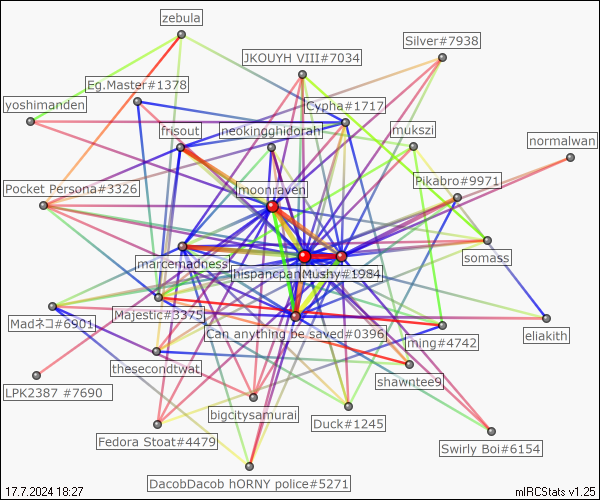 zebula
Silver#7938
JKOUYH VIII#7034
Eg.Master#1378
yoshimanden
Cypha#1717
frisout
neokingghidorah
mukszi
normalwan
Pocket Persona#3326
moonraven
Pikabro#9971
marcemadness
somass
hispancpan
Mushy#1984
Madネコ#6901
Majestic#3375
Can anything be saved#0396
ming#4742
eliakith
thesecondtwat
shawntee9
LPK2387 #7690
bigcitysamurai
Duck#1245
Fedora Stoat#4479
Swirly Boi#6154
DacobDacob hORNY police#5271
17.7.2024 18:27
mIRCStats v1.25